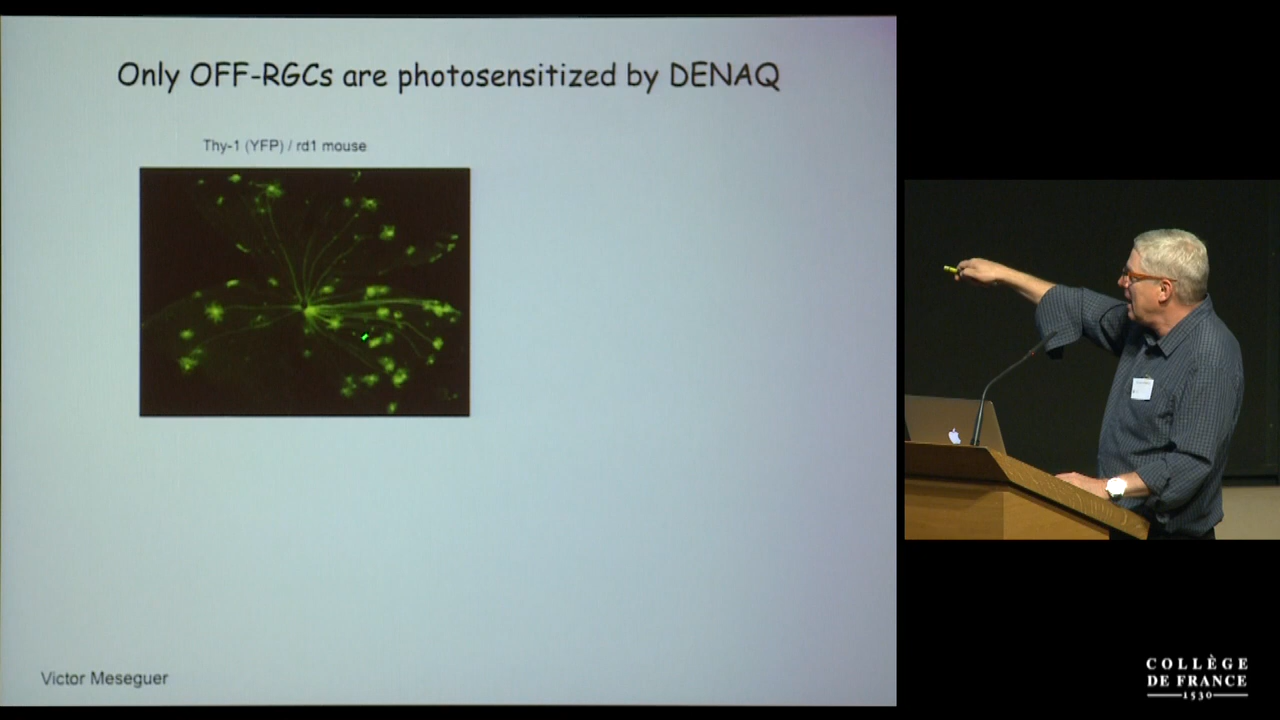 Only OFF-RGCs are photosensitized by DENAQ
Thy-1 (YFP) / rd1 mouse
Victor Meseguer
COLLÈGE
DE FRANCE
1530